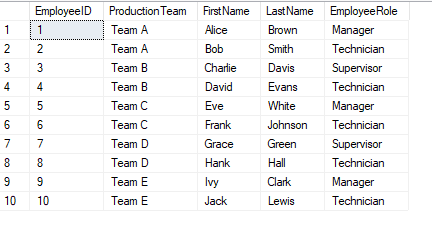 EmployeeID ProductionTeam FirstName LastName EmployeeRole
1 1 Team A Alice Brown Manager
2 2 Team A Bob Smith Technician
3 3 Team B Charlie Davis Supervisor
4 4 Team B David Evans Technician
5 5 Team C Eve White Manager
6 6 Team C Frank Johnson Technician
7 7 Team D Grace Green Supervisor
8 8 Team D Hank Hall Technician
9 9 Team E Ivy Clark Manager
10 10 Team E Jack Lewis Technician